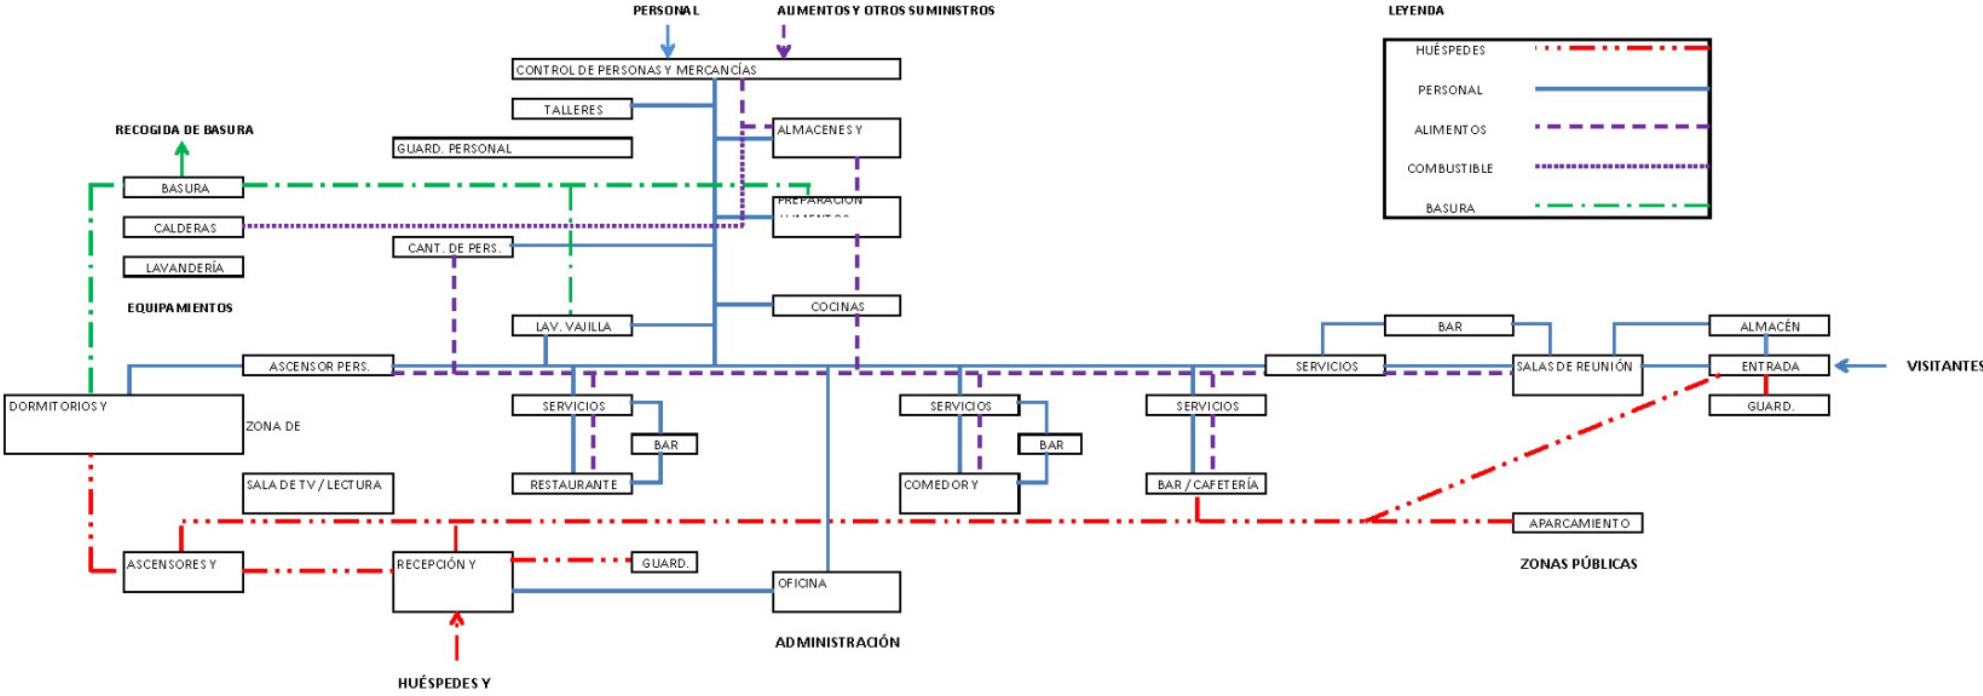 PERSONAL
ALIMENTOS Y OTROS SUMINISTROS
LEYENDA
HUÉSPEDES
PERSONAL
ALIMENTOS
COMBUSTIBLE
BASURA
CONTROL DE PERSONAS Y MERCANCÍAS
TALLERES
ALMACENES Y
GUARD. PERSONAL
RECOGIDA DE BASURA
BASURA
PREPARACIÓN
ALIMENTOS
CALDERAS
CANT. DE PERS.
LAVANDERÍA
EQUIPAMIENTOS
COCINAS
LAV. VAJILLA
BAR
ALMACÉN
ASCENSOR PERS.
SERVICIOS
SALAS DE REUNIÓN
ENTRADA
VISITANTES
DORMITORIOS Y
ZONA DE
SERVICIOS
SERVICIOS
SERVICIOS
GUARD.
BAR
BAR
SALA DE TV / LECTURA
RESTAURANTE
COMEDOR Y
BAR / CAFETERÍA
APARCAMIENTO
ASCENSORES Y
RECEPCIÓN Y
GUARD.
ZONAS PÚBLICAS
OFICINA
ADMINISTRACIÓN
HUÉSPEDES Y